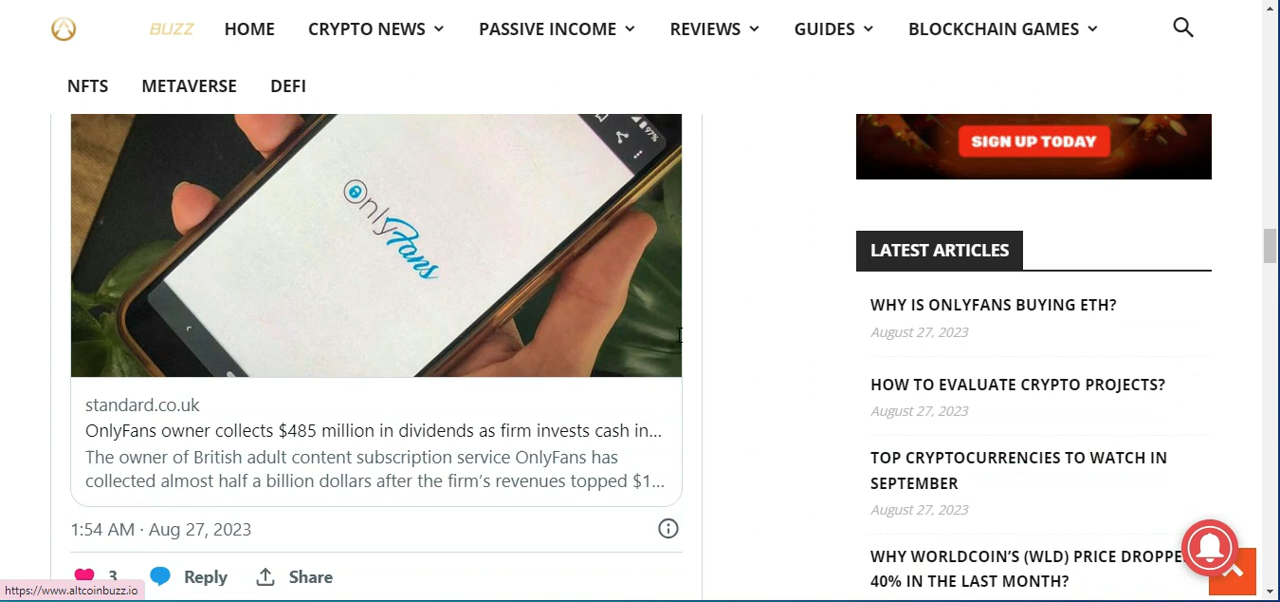 BUZZ
HOME
CRYPTO NEWS
PASSIVE INCOME
REVIEWS
GUIDES
BLOCKCHAIN GAMES
NFTS
METAVERSE
DEFI
97%
OnlyFans
SIGN UP TODAY
LATEST ARTICLES
WHY IS ONLYFANS BUYING ETH?
August 27, 2023
HOW TO EVALUATE CRYPTO PROJECTS?
August 27, 2023
TOP CRYPTOCURRENCIES TO WATCH IN
SEPTEMBER
August 27, 2023
WHY WORLDCOIN'S (WLD) PRICE DROPPE
40% IN THE LAST MONTH?
standard.co.uk
OnlyFans owner collects $485 million in dividends as firm invests cash in...
The owner of British adult content subscription service OnlyFans has
collected almost half a billion dollars after the firm's revenues topped $1...
1:54 AM · Aug 27, 2023
3
Reply
Share
https://www.altcoinbuzz.io